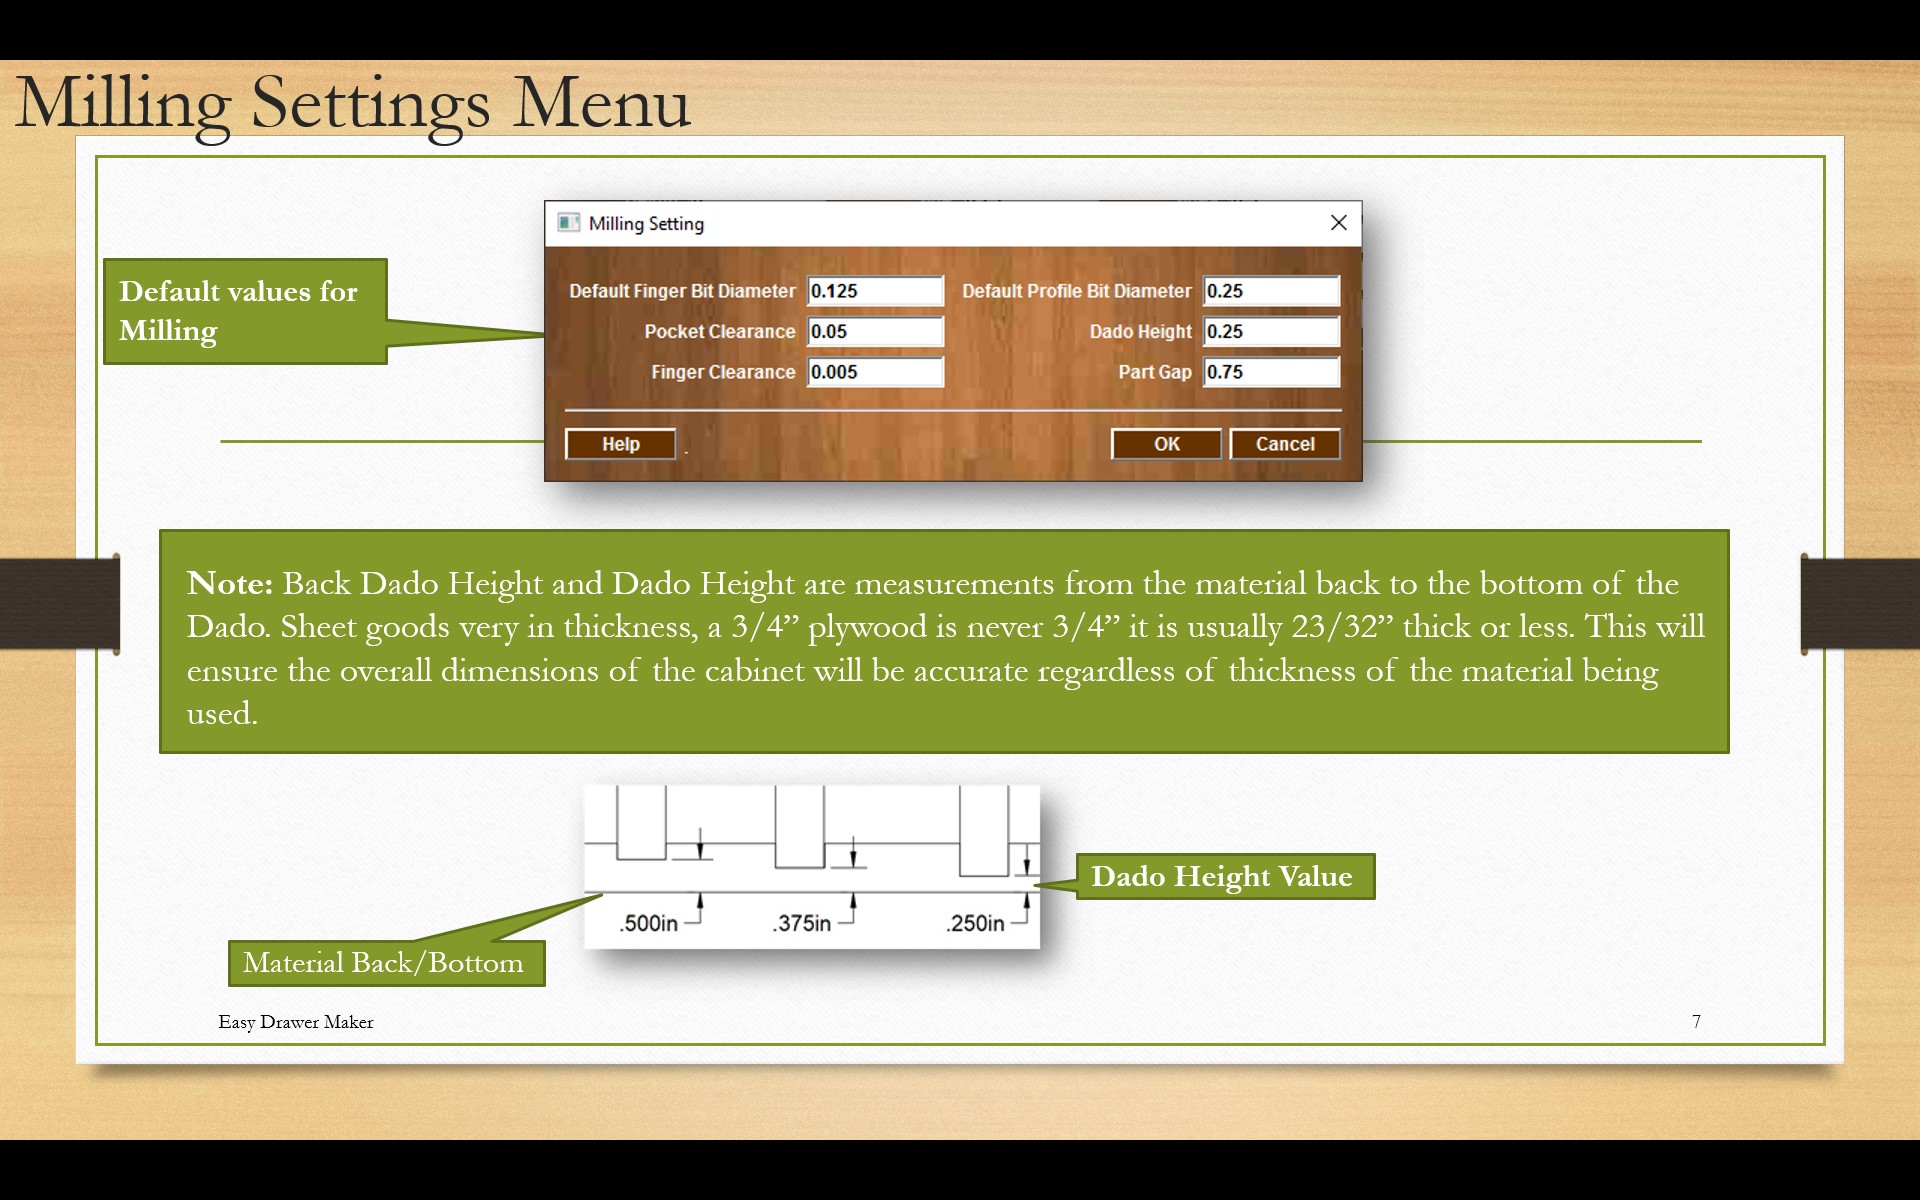 Milling Settings Menu
Milling Setting
Default values for
Milling
Default Finger Bit Diameter 0.125 Default Profile Bit Diameter 0.25
Pocket Clearance 0.05 Dado Height 0.25
Finger Clearance 0.005 Part Gap 0.75
Help . OK Cancel
Note: Back Dado Height and Dado Height are measurements from the material back to the bottom of the
Dado. Sheet goods very in thickness, a 3/4” plywood is never 3/4” it is usually 23/32” thick or less. This will
ensure the overall dimensions of the cabinet will be accurate regardless of thickness of the material being
used.
Dado Height Value
.500in .375in .250in
Material Back/Bottom
Easy Drawer Maker 7